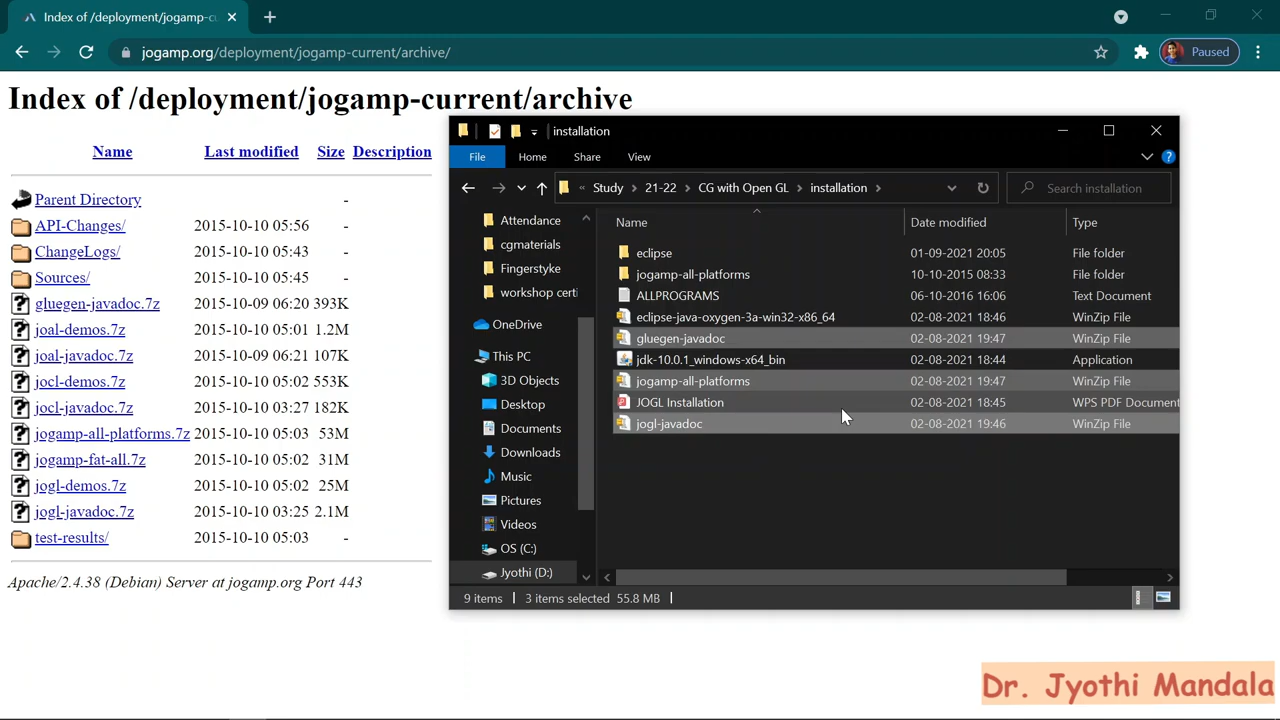 Index of /deployment/jogamp-cu
jogamp.org/deployment/jogamp-current/archive/
Paused
Index of /deployment/jogamp-current/archive
Name Last modified Size Description
Parent Directory -
API-Changes/ 2015-10-10 05:56 -
ChangeLogs/ 2015-10-10 05:43 -
Sources/ 2015-10-10 05:45 -
gluegen-javadoc.7z 2015-10-09 06:20 393K
joal-demos.7z 2015-10-10 05:01 1.2M
joal-javadoc.7z 2015-10-09 06:21 107K
jocl-demos.7z 2015-10-10 05:02 553K
jocl-javadoc.7z 2015-10-10 03:27 182K
jogamp-all-platforms.7z 2015-10-10 05:03 53M
jogamp-fat-all.7z 2015-10-10 05:02 31M
jogl-demos.7z 2015-10-10 05:02 25M
jogl-javadoc.7z 2015-10-10 03:25 2.1M
test-results/ 2015-10-10 05:03 -
Apache/2.4.38 (Debian) Server at jogamp.org Port 443
installation
File Home Share View
« Study › 21-22 › CG with Open GL › installation ›
Search installation
Attendance
cgmaterials
Fingerstyke
workshop certi
OneDrive
This PC
3D Objects
Desktop
Documents
Downloads
Music
Pictures
Videos
OS (C:)
Jyothi (D:)
Name Date modified Type
eclipse 01-09-2021 20:05 File folder
jogamp-all-platforms 10-10-2015 08:33 File folder
ALLPROGRAMS 06-10-2016 16:06 Text Document
eclipse-java-oxygen-3a-win32-x86_64 02-08-2021 18:46 WinZip File
gluegen-javadoc 02-08-2021 19:47 WinZip File
jdk-10.0.1_windows-x64_bin 02-08-2021 18:44 Application
jogamp-all-platforms 02-08-2021 19:47 WinZip File
JOGL Installation 02-08-2021 18:45 WPS PDF Document
jogl-javadoc 02-08-2021 19:46 WinZip File
9 items 3 items selected 55.8 MB
Dr. Jyothi Mandala